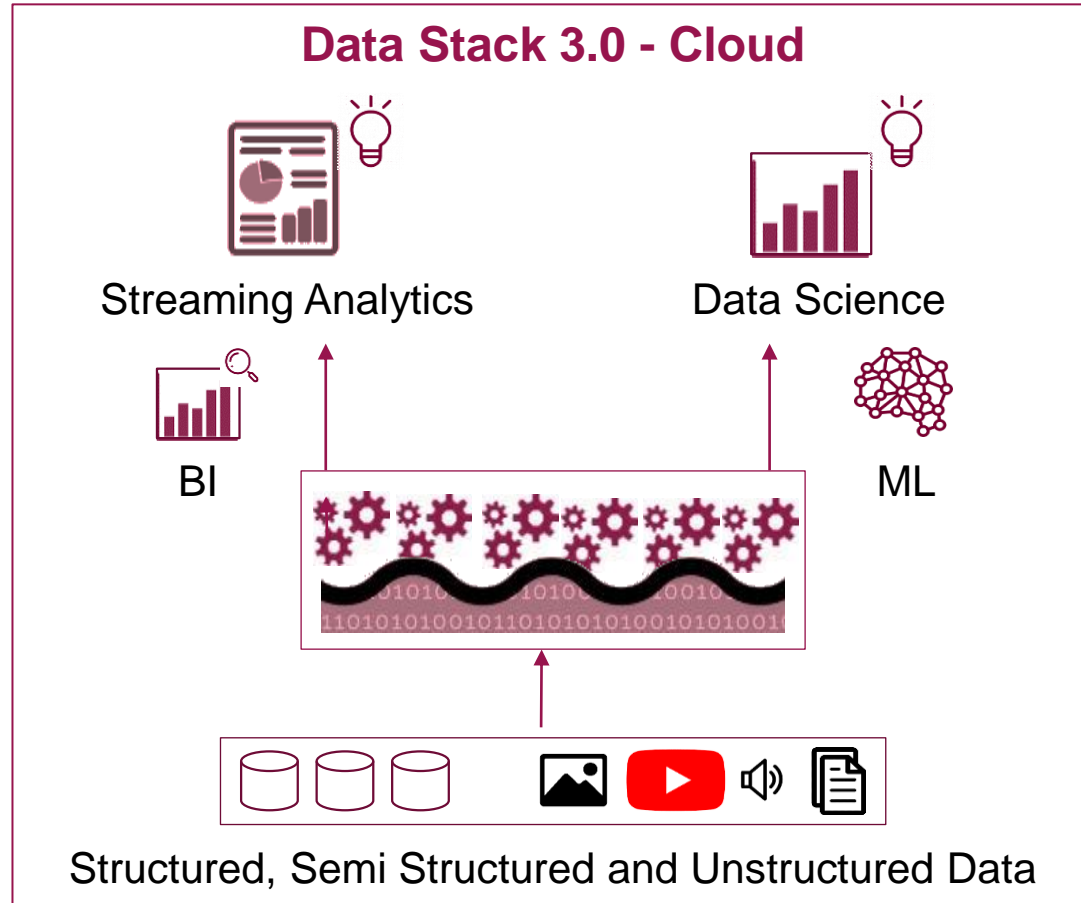 Data Stack 3.0 - Cloud
Streaming Analytics
Data Science
BI
ML
Structured, Semi Structured and Unstructured Data